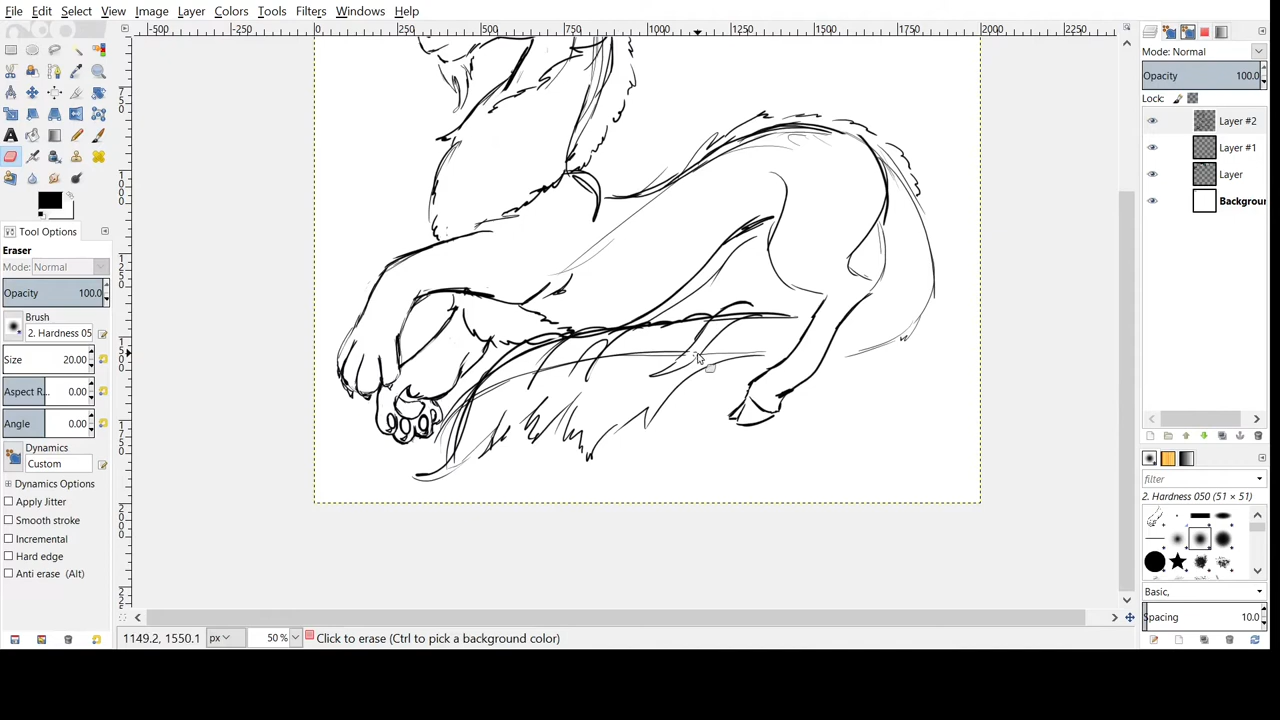 File Edit Select View Image Layer Colors Tools Filters Windows Help
-500 -250 0 250 500 750 1000 1250 1500 1750 2000 2250
Mode: Normal
Opacity 100.0
Lock:
Layer #2
Layer #1
Layer
Backgroun
Tool Options
Eraser
Mode: Normal
Opacity 100.0
Brush
2. Hardness 05
Size 20.00
Aspect R... 0.00
Angle 0.00
Dynamics
Custom
Dynamics Options
Apply Jitter
Smooth stroke
Incremental
Hard edge
Anti erase (Alt)
filter
2. Hardness 050 (51 × 51)
Basic,
Spacing 10.0
1149.2, 1550.1 px 50 % Click to erase (Ctrl to pick a background color)